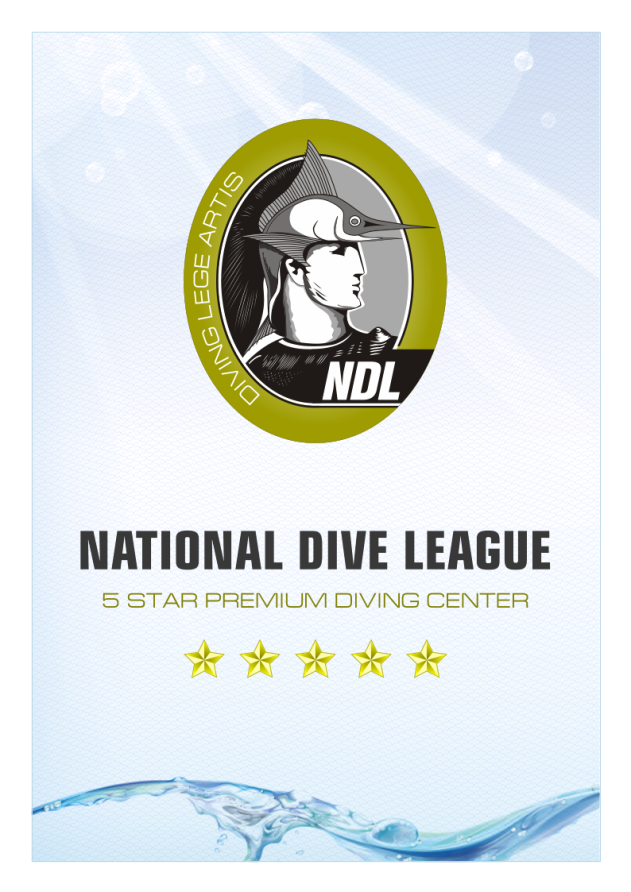 DIVING LEGE ARTIS
NDL
NATIONAL DIVE LEAGUE
5 STAR PREMIUM DIVING CENTER